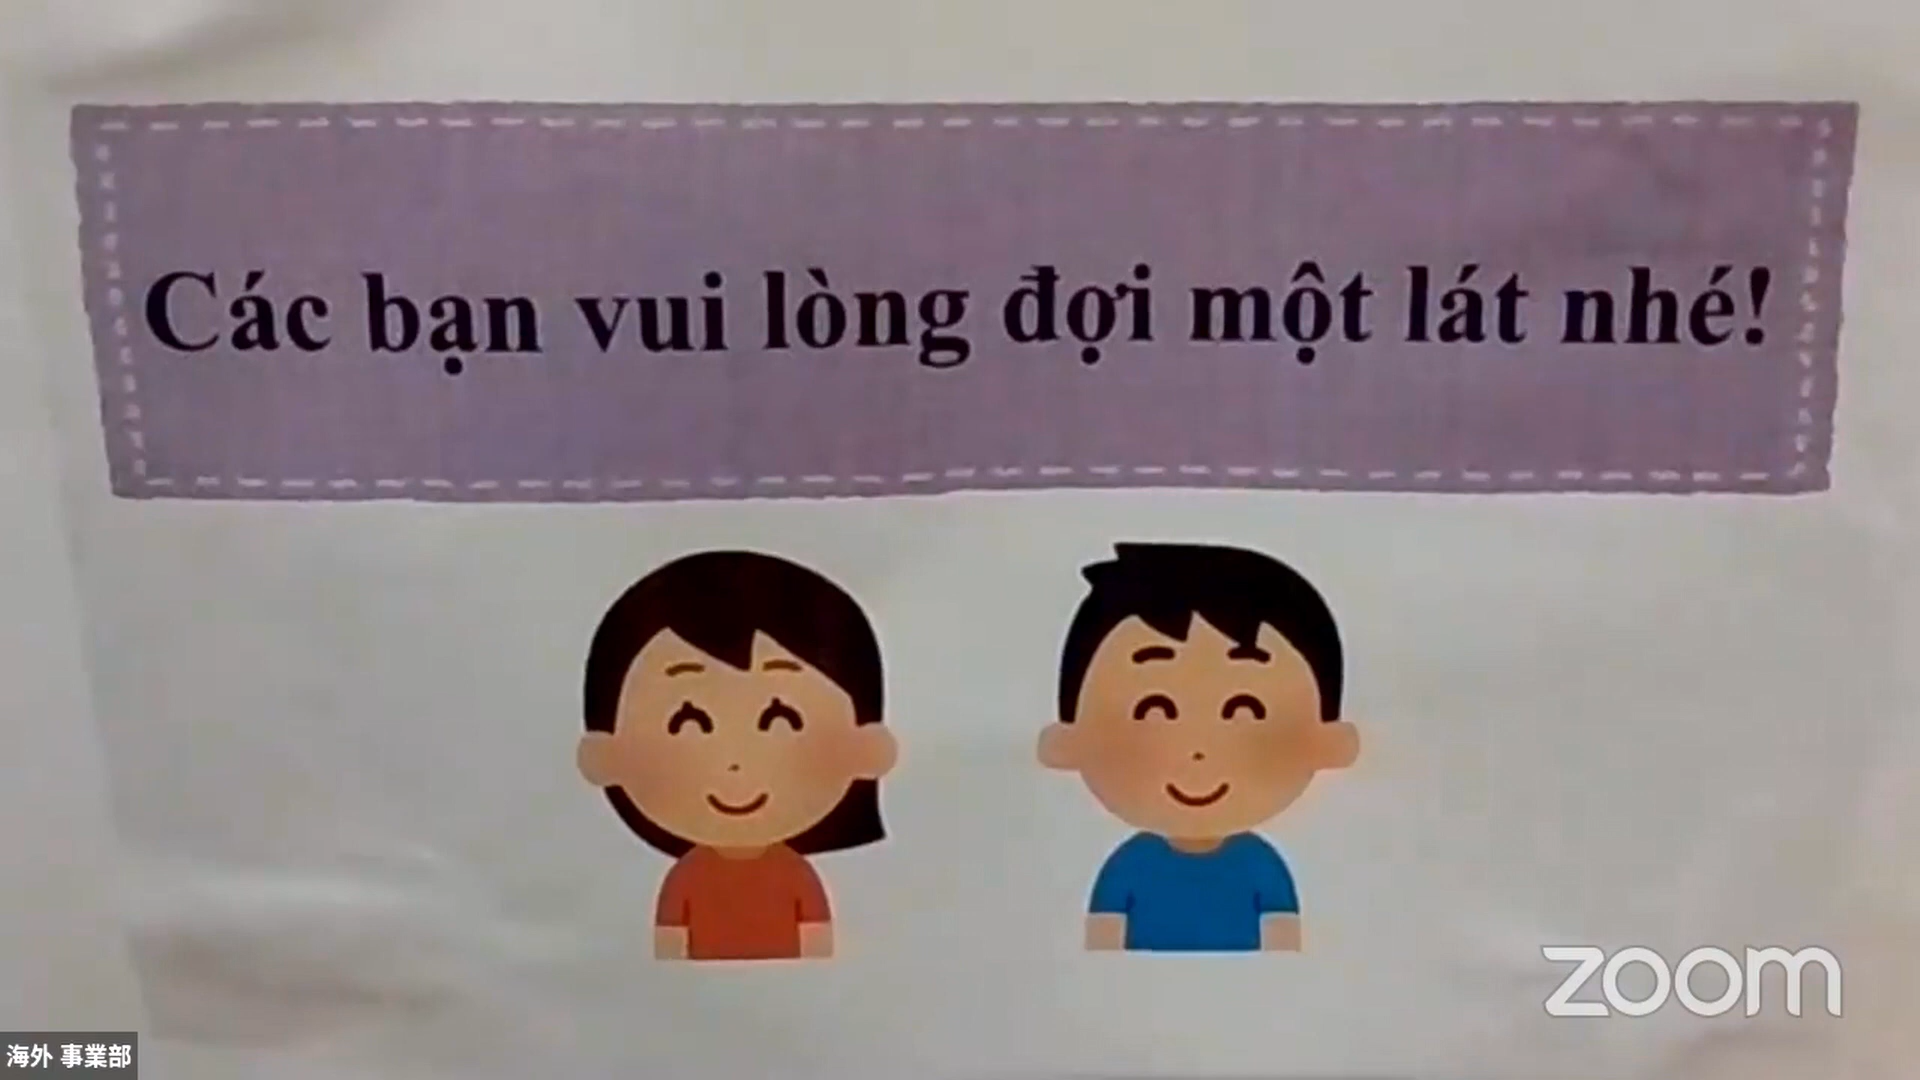 Các bạn vui lòng đợi một lát nhé!
zoom
海外 事業部